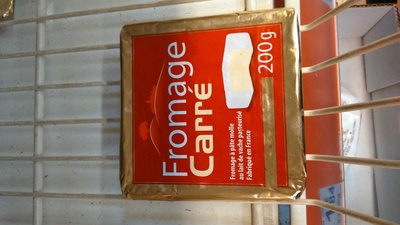 Fromage
Carré
200g
Fromage à pâte molle
au lait de vache pasteurisé
Fabriqué en France